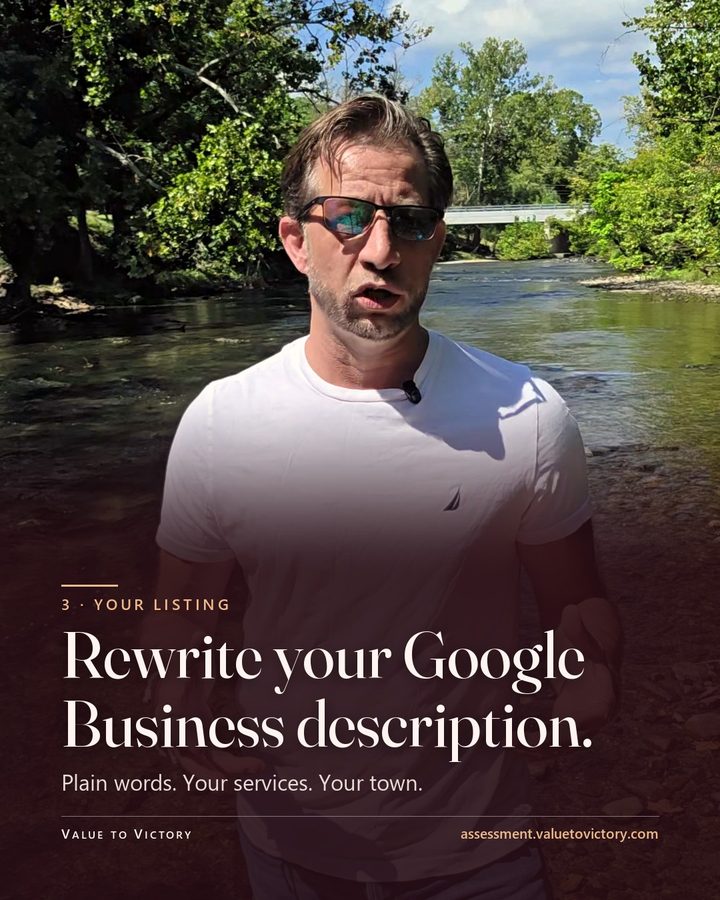 3 · YOUR LISTING
Rewrite your Google
Business description.
Plain words. Your services. Your town.
VALUE TO VICTORY
assessment.valuetovictory.com